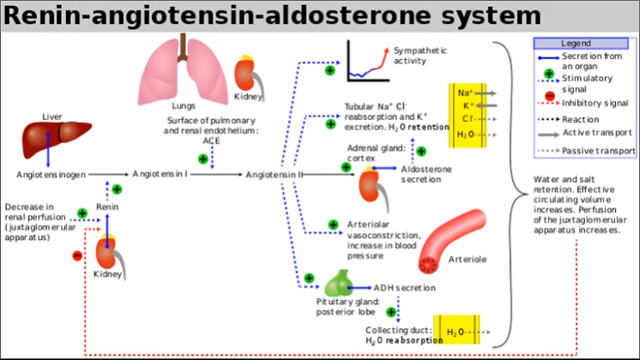 Renin-angiotensin-aldosterone system
Legend
Secretion from
an organ
Stimulatory
signal
Inhibitory signal
Reaction
Active transport
Passive transport
Liver
Lungs
Kidney
Surface of pulmonary
and renal endothelium:
ACE
Angiotensinogen
Angiotensin I
Angiotensin II
Decrease in
renal perfusion
(juxtaglomerular
apparatus)
Renin
Kidney
Sympathetic
activity
Tubular Na⁺ Cl⁻
reabsorption and K⁺
excretion. H₂O retention
Na⁺
K⁺
Cl⁻
H₂O
Adrenal gland:
cortex
Aldosterone
secretion
Arteriolar
vasoconstriction,
increase in blood
pressure
Arteriole
ADH secretion
Pituitary gland:
posterior lobe
Collecting duct:
H₂O reabsorption
H₂O
Water and salt
retention. Effective
circulating volume
increases. Perfusion
of the juxtaglomerular
apparatus increases.